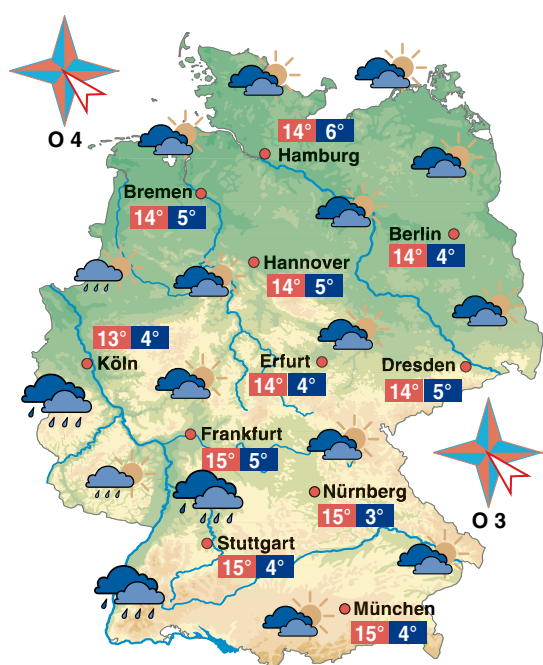 O 4
14° 6°
Hamburg
Bremen
14° 5°
Berlin
14° 4°
Hannover
14° 5°
13° 4°
Köln
Erfurt
14° 4°
Dresden
14° 5°
Frankfurt
15° 5°
Nürnberg
15° 3°
O 3
Stuttgart
15° 4°
München
15° 4°